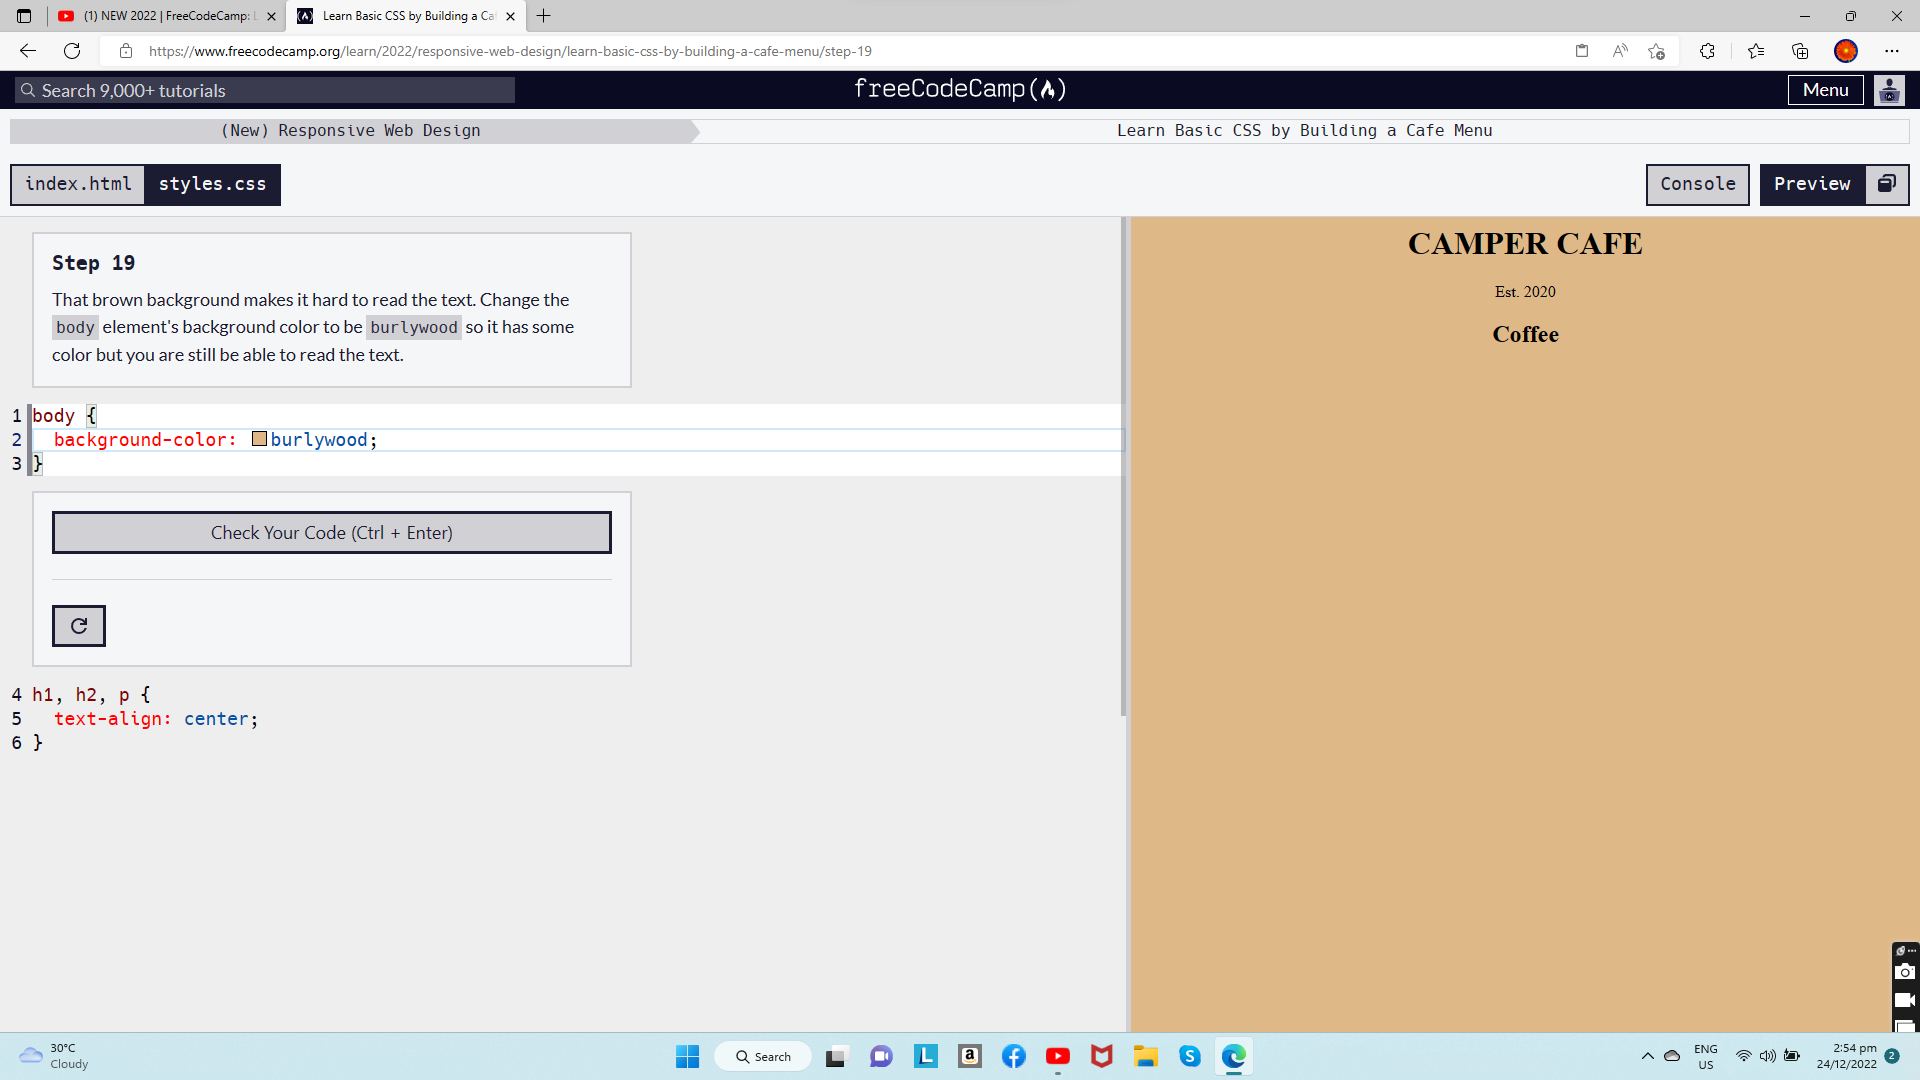 (1) NEW 2022 | FreeCodeCamp:
Learn Basic CSS by Building a Ca
https://www.freecodecamp.org/learn/2022/responsive-web-design/learn-basic-css-by-building-a-cafe-menu/step-19
Search 9,000+ tutorials
freeCodeCamp
Menu
(New) Responsive Web Design
Learn Basic CSS by Building a Cafe Menu
index.html
styles.css
Console
Preview
Step 19
That brown background makes it hard to read the text. Change the
body element's background color to be burlywood so it has some
color but you are still be able to read the text.
1 body {
2 background-color: burlywood;
3 }
Check Your Code (Ctrl + Enter)
4 h1, h2, p {
5 text-align: center;
6 }
CAMPER CAFE
Est. 2020
Coffee
30°C
Cloudy
Search
L
a
S
ENG
US
2:54 pm
24/12/2022
2